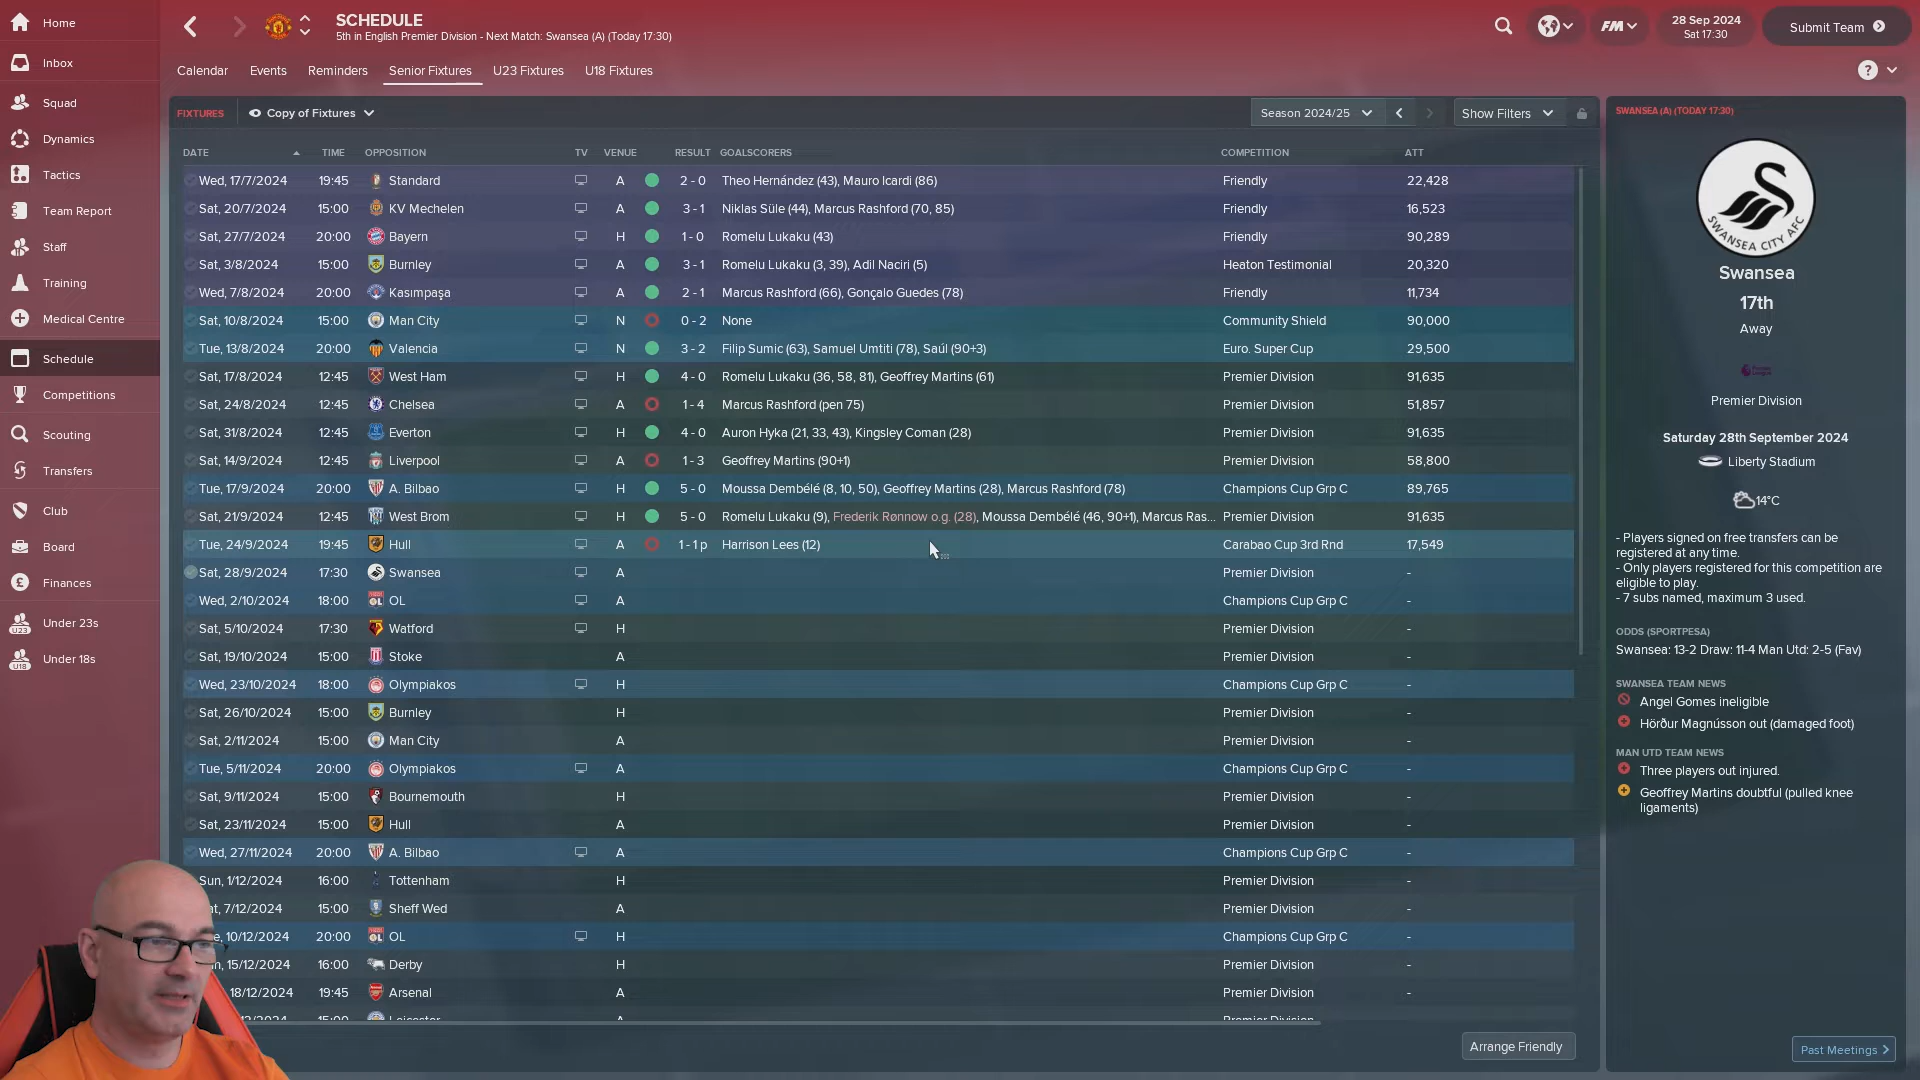 Home
Inbox
Squad
Dynamics
Tactics
Team Report
Staff
Training
Medical Centre
Schedule
Competitions
Scouting
Transfers
Club
Board
Finances
Under 23s
Under 18s
SCHEDULE
5th in English Premier Division - Next Match: Swansea (A) (Today 17:30)
FM
28 Sep 2024
Sat 17:30
Submit Team
Calendar Events Reminders Senior Fixtures U23 Fixtures U18 Fixtures
FIXTURES Copy of Fixtures Season 2024/25 Show Filters
DATE TIME OPPOSITION TV VENUE RESULT GOALSCORERS COMPETITION ATT
Wed, 17/7/2024 19:45 Standard A 2 - 0 Theo Hernández (43), Mauro Icardi (86) Friendly 22,428
Sat, 20/7/2024 15:00 KV Mechelen A 3 - 1 Niklas Süle (44), Marcus Rashford (70, 85) Friendly 16,523
Sat, 27/7/2024 20:00 Bayern H 1 - 0 Romelu Lukaku (43) Friendly 90,289
Sat, 3/8/2024 15:00 Burnley A 3 - 1 Romelu Lukaku (3, 39), Adil Naciri (5) Heaton Testimonial 20,320
Wed, 7/8/2024 20:00 Kasımpaşa A 2 - 1 Marcus Rashford (66), Gonçalo Guedes (78) Friendly 11,734
Sat, 10/8/2024 15:00 Man City N 0 - 2 None Community Shield 90,000
Tue, 13/8/2024 20:00 Valencia N 3 - 2 Filip Sumic (63), Samuel Umtiti (78), Saúl (90+3) Euro. Super Cup 29,500
Sat, 17/8/2024 12:45 West Ham H 4 - 0 Romelu Lukaku (36, 58, 81), Geoffrey Martins (61) Premier Division 91,635
Sat, 24/8/2024 12:45 Chelsea A 1 - 4 Marcus Rashford (pen 75) Premier Division 51,857
Sat, 31/8/2024 12:45 Everton H 4 - 0 Auron Hyka (21, 33, 43), Kingsley Coman (28) Premier Division 91,635
Sat, 14/9/2024 12:45 Liverpool A 1 - 3 Geoffrey Martins (90+1) Premier Division 58,800
Tue, 17/9/2024 20:00 A. Bilbao H 5 - 0 Moussa Dembélé (8, 10, 50), Geoffrey Martins (28), Marcus Rashford (78) Champions Cup Grp C 89,765
Sat, 21/9/2024 12:45 West Brom H 5 - 0 Romelu Lukaku (9), Frederik Rønnow o.g. (28), Moussa Dembélé (46, 90+1), Marcus Ras... Premier Division 91,635
Tue, 24/9/2024 19:45 Hull A 1 - 1 p Harrison Lees (12) Carabao Cup 3rd Rnd 17,549
Sat, 28/9/2024 17:30 Swansea A Premier Division -
Wed, 2/10/2024 18:00 OL A Champions Cup Grp C -
Sat, 5/10/2024 17:30 Watford H Premier Division -
Sat, 19/10/2024 15:00 Stoke A Premier Division -
Wed, 23/10/2024 18:00 Olympiakos H Champions Cup Grp C -
Sat, 26/10/2024 15:00 Burnley H Premier Division -
Sat, 2/11/2024 15:00 Man City A Premier Division -
Tue, 5/11/2024 20:00 Olympiakos A Champions Cup Grp C -
Sat, 9/11/2024 15:00 Bournemouth H Premier Division -
Sat, 23/11/2024 15:00 Hull A Premier Division -
Wed, 27/11/2024 20:00 A. Bilbao A Champions Cup Grp C -
Sun, 1/12/2024 16:00 Tottenham H Premier Division -
7/12/2024 15:00 Sheff Wed A Premier Division -
10/12/2024 20:00 OL H Champions Cup Grp C -
15/12/2024 16:00 Derby H Premier Division -
18/12/2024 19:45 Arsenal A Premier Division -
Arrange Friendly
SWANSEA (A) (TODAY 17:30)
SWANSEA CITY AFC
Swansea
17th
Away
Premier Division
Saturday 28th September 2024
Liberty Stadium
14°C
- Players signed on free transfers can be
registered at any time.
- Only players registered for this competition are
eligible to play.
- 7 subs named, maximum 3 used.
ODDS (SPORTPESA)
Swansea: 13-2 Draw: 11-4 Man Utd: 2-5 (Fav)
SWANSEA TEAM NEWS
Angel Gomes ineligible
Hörður Magnússon out (damaged foot)
MAN UTD TEAM NEWS
Three players out injured.
Geoffrey Martins doubtful (pulled knee
ligaments)
Past Meetings